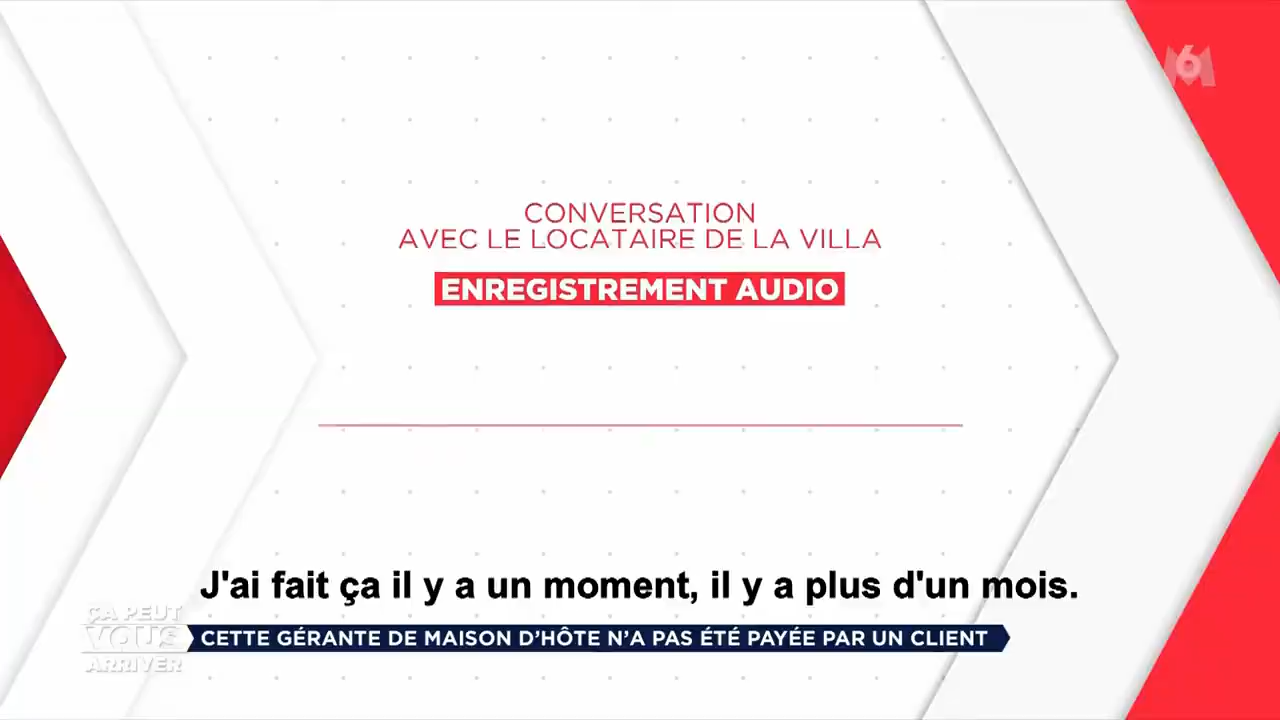 M6
CONVERSATION
AVEC LE LOCATAIRE DE LA VILLA
ENREGISTREMENT AUDIO
J'ai fait ça il y a un moment, il y a plus d'un mois.
ÇA PEUT
VOUS
ARRIVER
CETTE GÉRANTE DE MAISON D'HÔTE N'A PAS ÉTÉ PAYÉE PAR UN CLIENT